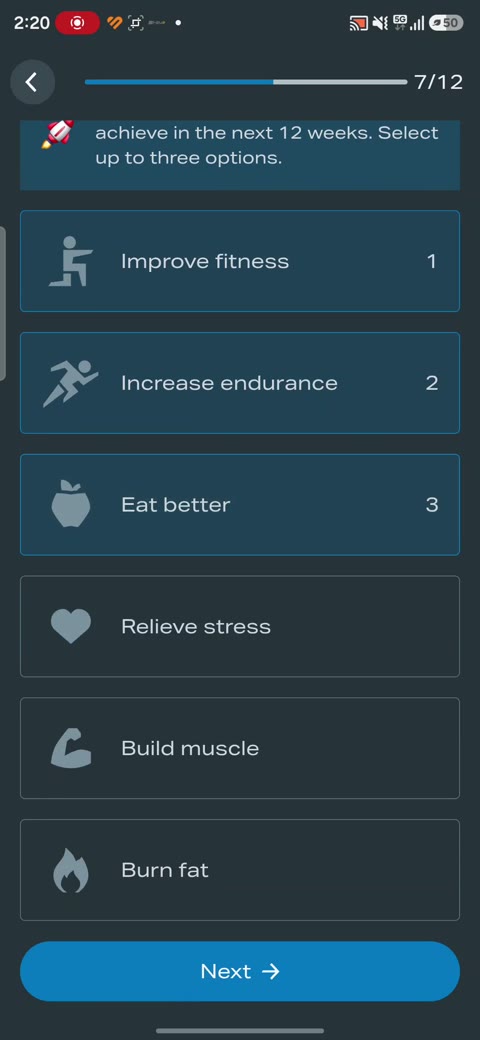 2:20
5G
50
7/12
achieve in the next 12 weeks. Select
up to three options.
Improve fitness 1
Increase endurance 2
Eat better 3
Relieve stress
Build muscle
Burn fat
Next →